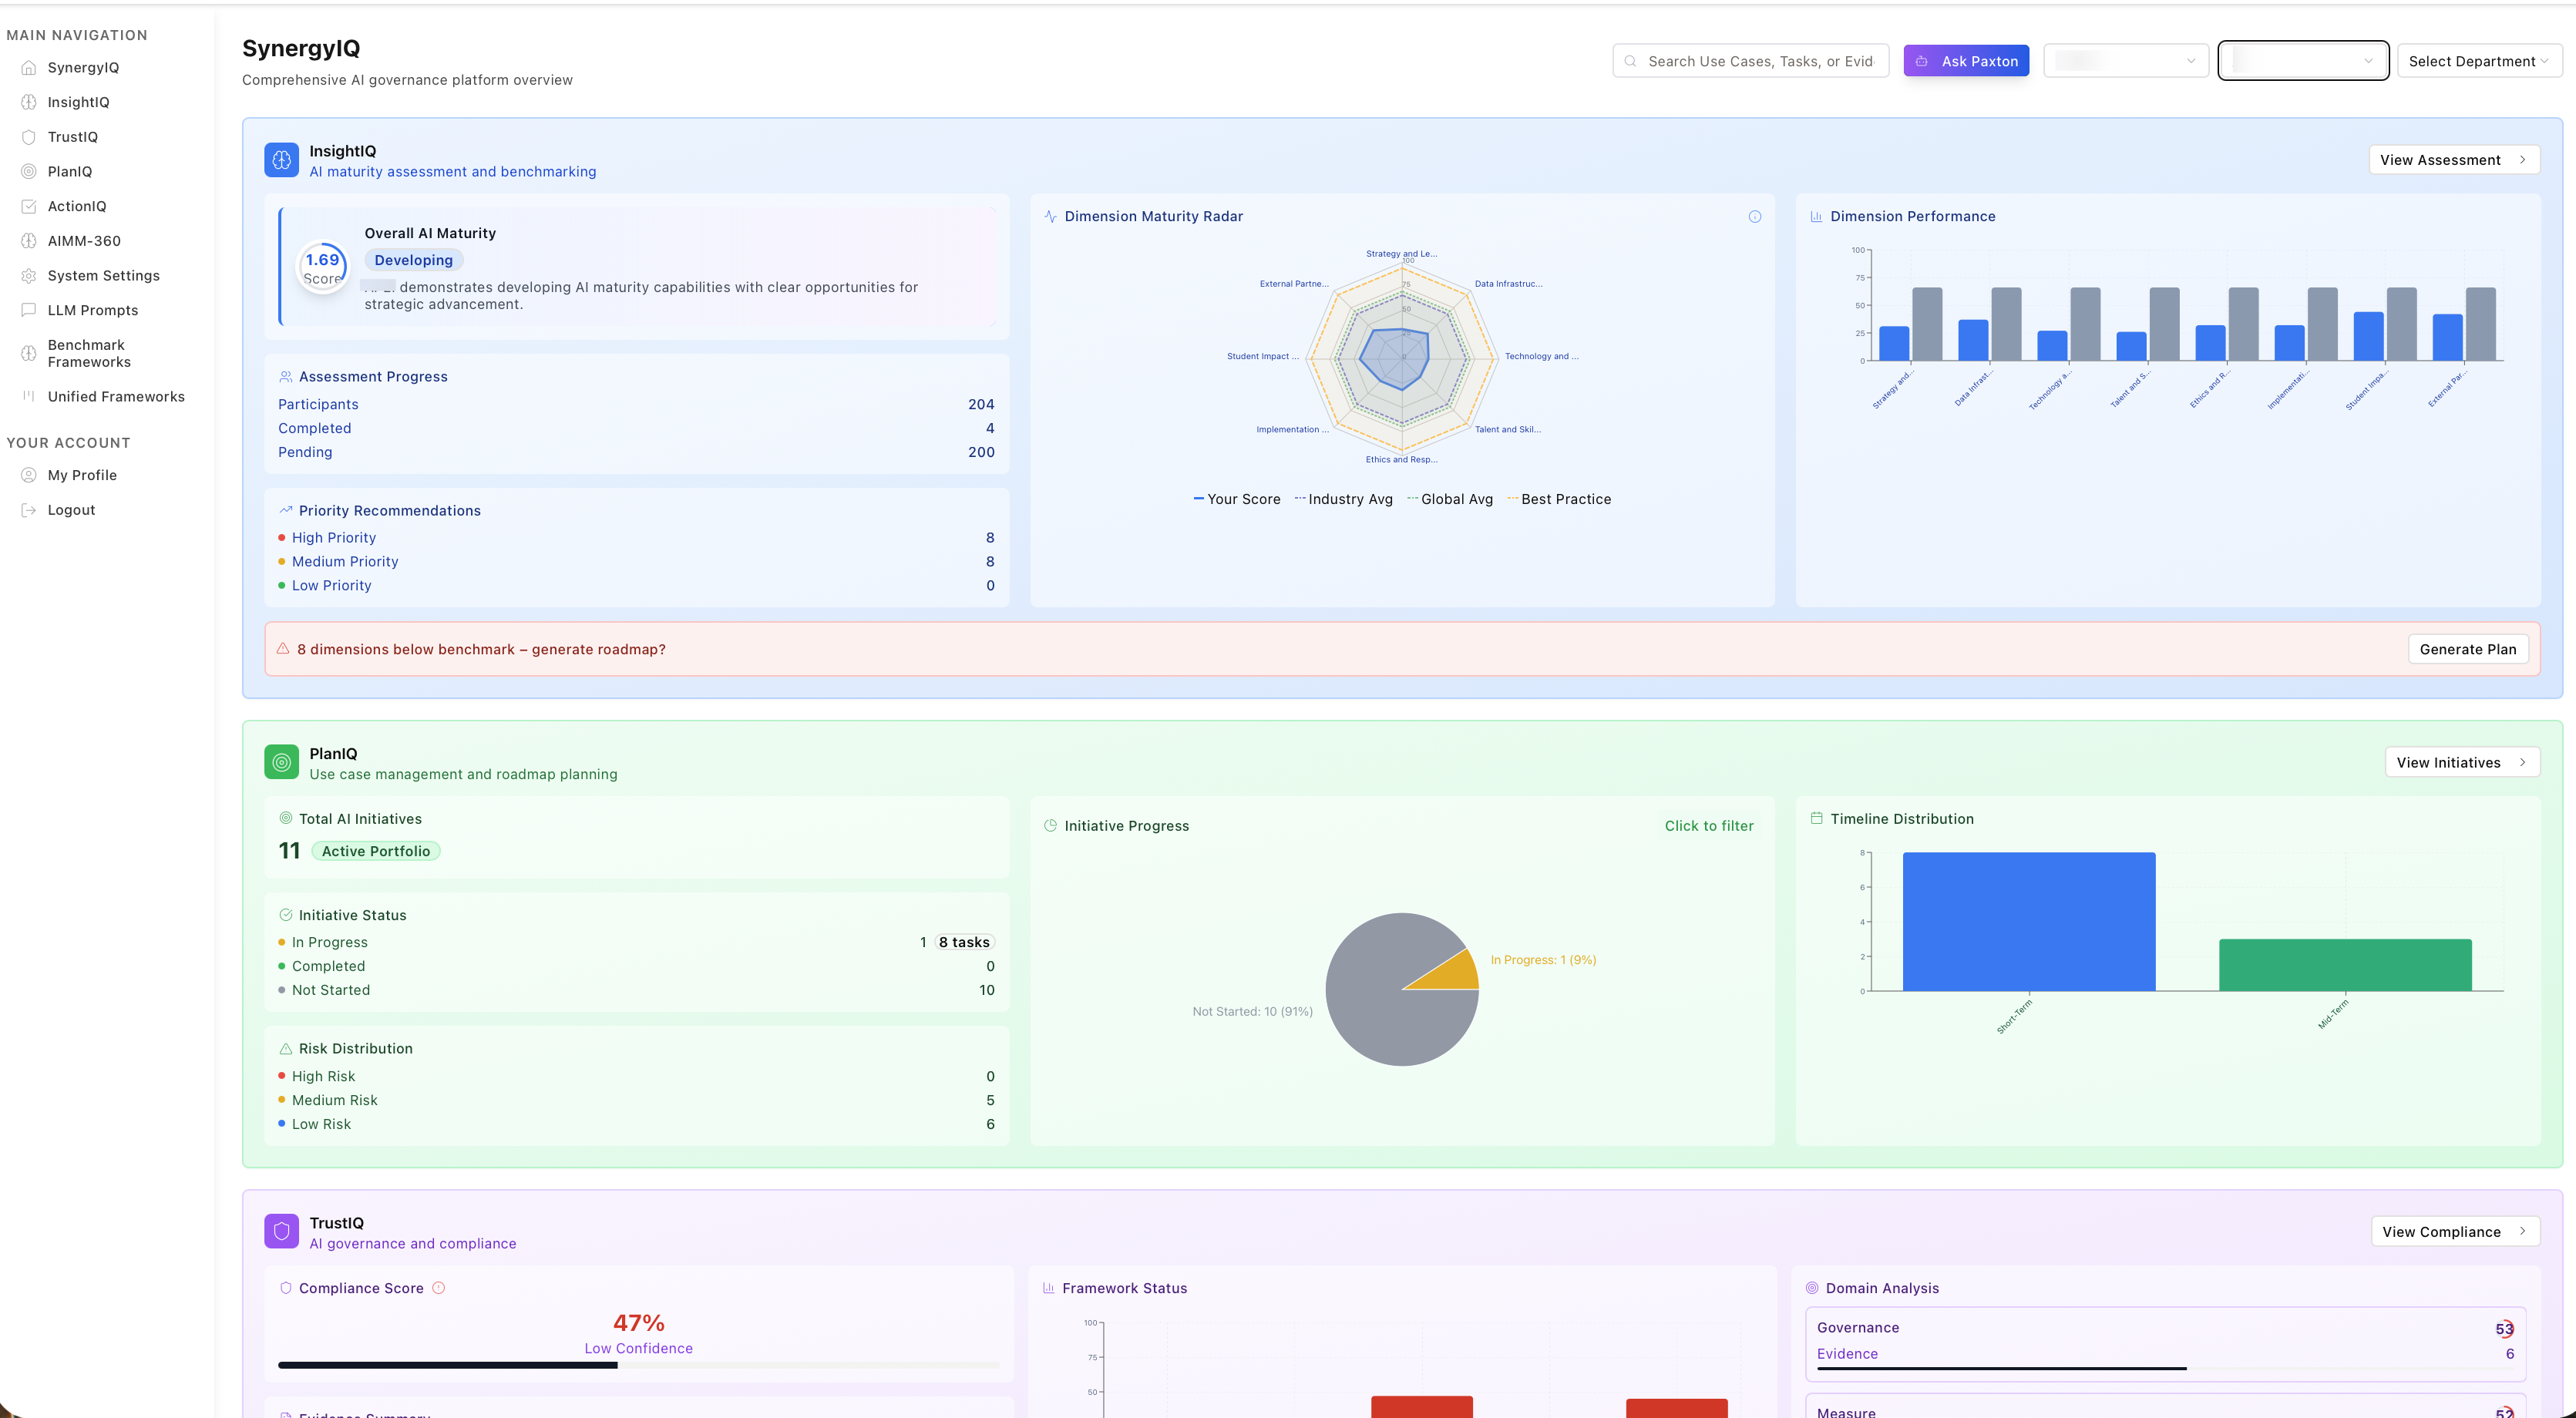 MAIN NAVIGATION
SynergyIQ
InsightIQ
TrustIQ
PlanIQ
ActionIQ
AIMM-360
System Settings
LLM Prompts
Benchmark
Frameworks
Unified Frameworks
YOUR ACCOUNT
My Profile
Logout
SynergyIQ
Comprehensive AI governance platform overview
Search Use Cases, Tasks, or Evid
Ask Paxton
Select Department
InsightIQ
AI maturity assessment and benchmarking
View Assessment
Overall AI Maturity
1.69
Score
Developing
demonstrates developing AI maturity capabilities with clear opportunities for
strategic advancement.
Assessment Progress
Participants 204
Completed 4
Pending 200
Priority Recommendations
High Priority 8
Medium Priority 8
Low Priority 0
Dimension Maturity Radar
Strategy and Le...
Data Infrastruc...
Technology and ...
Talent and Skil...
Ethics and Resp...
Implementation ...
Student Impact ...
External Partne...
100
75
50
25
0
Your Score Industry Avg Global Avg Best Practice
Dimension Performance
100
75
50
25
0
Strategy and...
Data Infrast...
Technology a...
Talent and S...
Ethics and R...
Implementati...
Student Impa...
External Par...
8 dimensions below benchmark – generate roadmap?
Generate Plan
PlanIQ
Use case management and roadmap planning
View Initiatives
Total AI Initiatives
11 Active Portfolio
Initiative Status
In Progress 1 8 tasks
Completed 0
Not Started 10
Risk Distribution
High Risk 0
Medium Risk 5
Low Risk 6
Initiative Progress
Click to filter
In Progress: 1 (9%)
Not Started: 10 (91%)
Timeline Distribution
8
6
4
2
0
Short-Term
Mid-Term
TrustIQ
AI governance and compliance
View Compliance
Compliance Score
47%
Low Confidence
Evidence Summary
Framework Status
100
75
50
Domain Analysis
Governance 53
Evidence 6
Measure 52